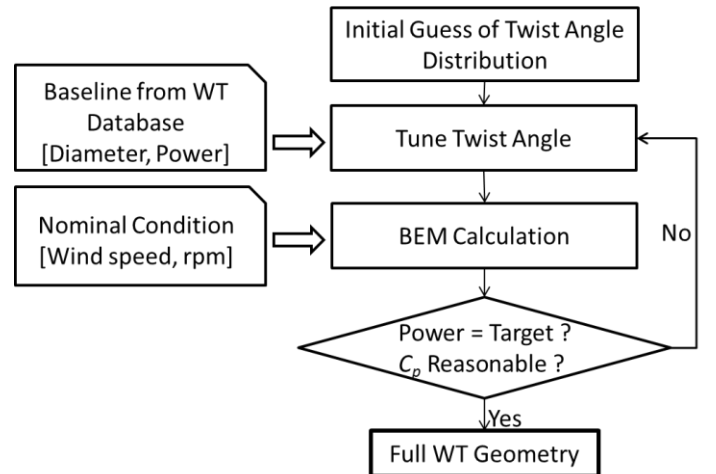 Initial Guess of Twist Angle
Distribution
Baseline from WT
Database
[Diameter, Power]
Tune Twist Angle
Nominal Condition
[Wind speed, rpm]
BEM Calculation
No
Power = Target ?
Cp Reasonable ?
Yes
Full WT Geometry